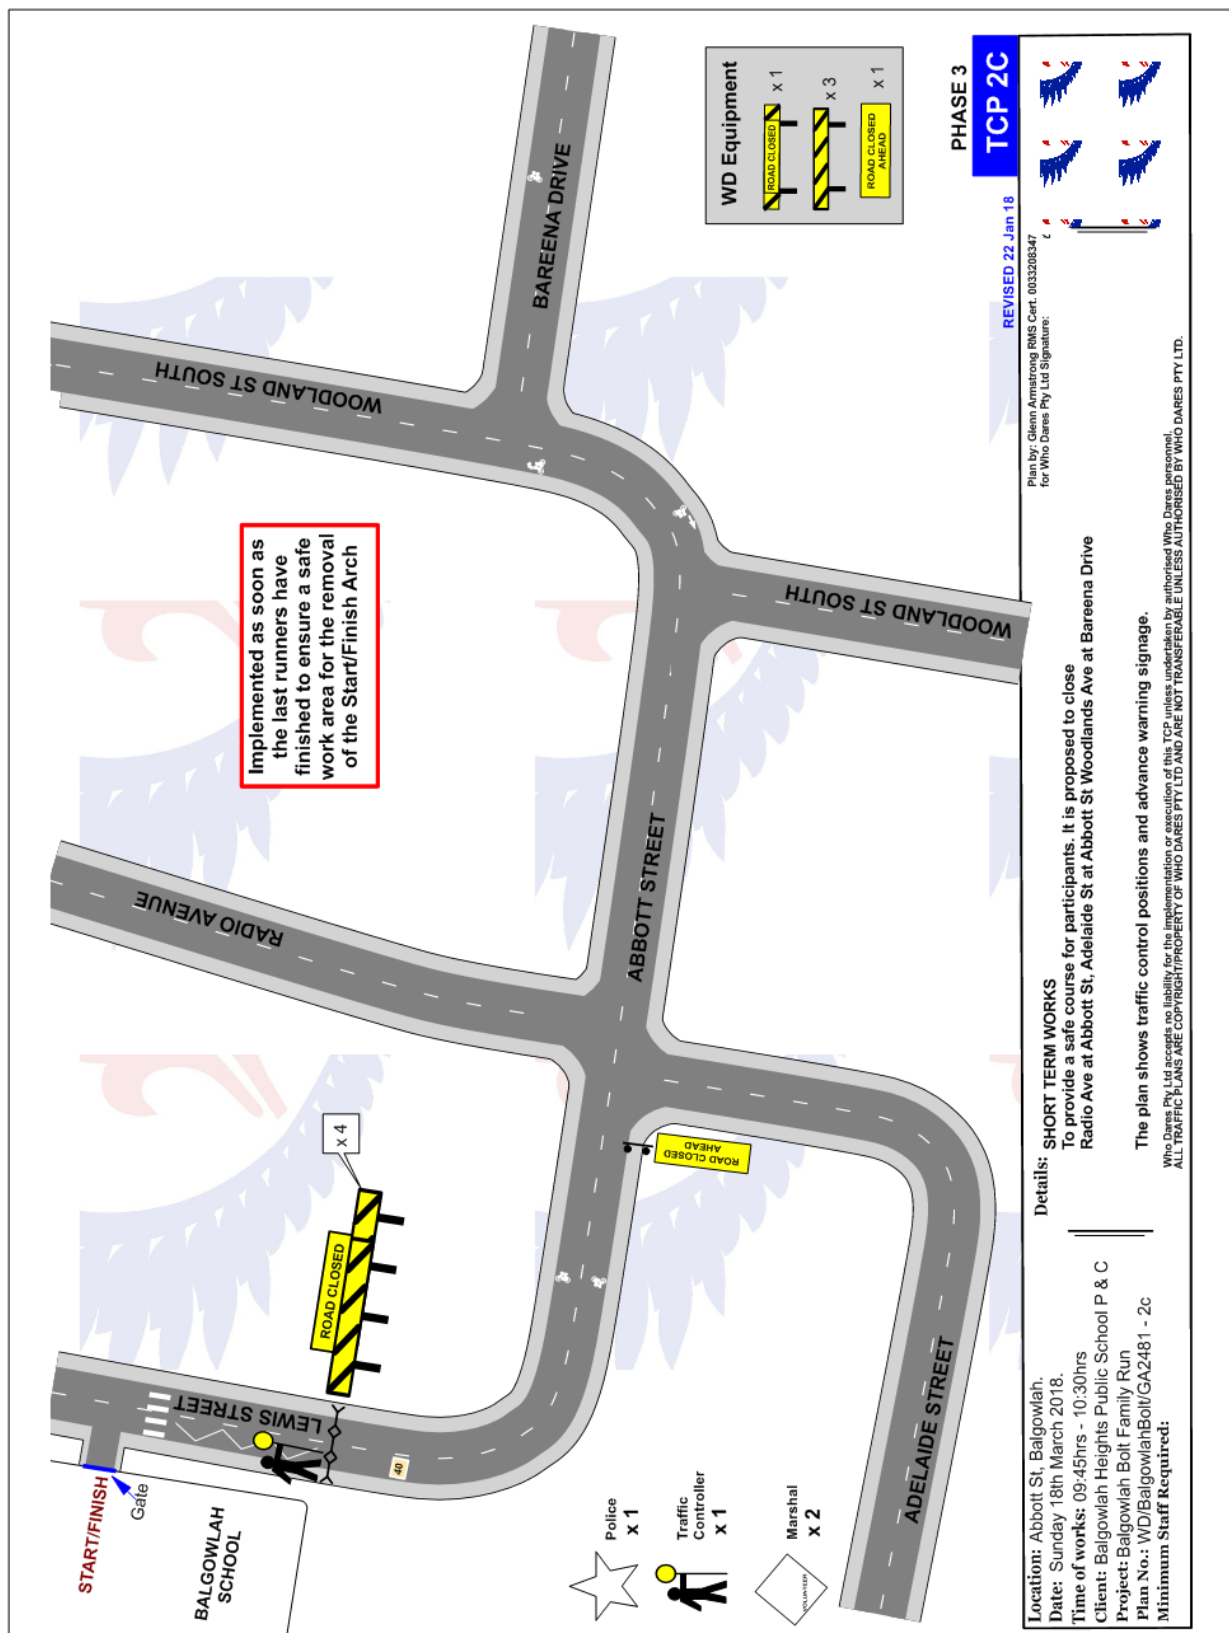 START/FINISH
Gate
BALGOWLAH
SCHOOL
LEWIS STREET
40
ROAD CLOSED
x 4
RADIO AVENUE
Implemented as soon as
the last runners have
finished to ensure a safe
work area for the removal
of the Start/Finish Arch
WOODLAND ST SOUTH
BAREENA DRIVE
ABBOTT STREET
WOODLAND ST SOUTH
ROAD CLOSED
AHEAD
ADELAIDE STREET
Police
x 1
Traffic
Controller
x 1
VOLUNTEER
Marshal
x 2
WD Equipment
ROAD CLOSED
x 1
x 3
ROAD CLOSED
AHEAD
x 1
PHASE 3
TCP 2C
REVISED 22 Jan 18
Location: Abbott St, Balgowlah.
Date: Sunday 18th March 2018.
Time of works: 09:45hrs - 10:30hrs
Client: Balgowlah Heights Public School P & C
Project: Balgowlah Bolt Family Run
Plan No.: WD/BalgowlahBolt/GA2481 - 2c
Minimum Staff Required:
Details: SHORT TERM WORKS
To provide a safe course for participants. It is proposed to close
Radio Ave at Abbott St, Adelaide St at Abbott St Woodlands Ave at Bareena Drive
The plan shows traffic control positions and advance warning signage.
Who Dares Pty Ltd accepts no liability for the implementation or execution of this TCP unless undertaken by authorised Who Dares personnel.
ALL TRAFFIC PLANS ARE COPYRIGHT/PROPERTY OF WHO DARES PTY LTD AND ARE NOT TRANSFERABLE UNLESS AUTHORISED BY WHO DARES PTY LTD.
Plan by: Glenn Armstrong RMS Cert. 0033208347
for Who Dares Pty Ltd Signature: